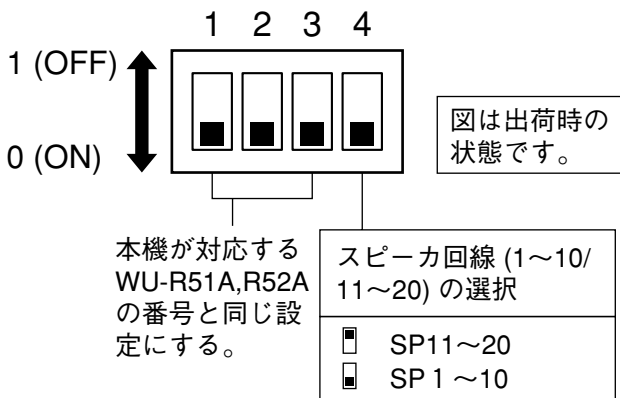 1 2 3 4
1 (OFF)
0 (ON)
図は出荷時の
状態です。
本機が対応する
WU-R51A,R52A
の番号と同じ設
定にする。
スピーカ回線 (1～10/
11～20) の選択
SP11～20
SP 1 ～10